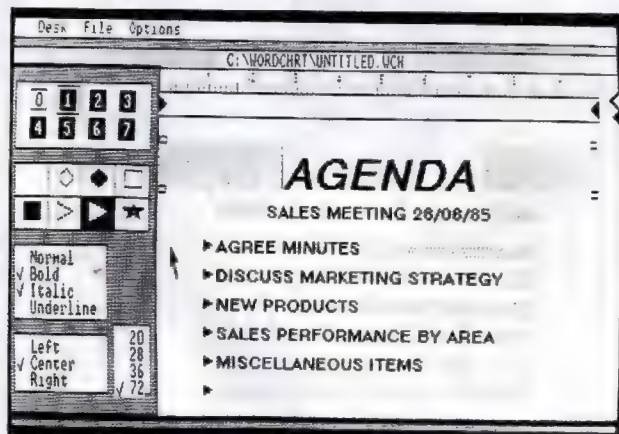 Desk File Options
C:\WORDCHRT\UNTITLED.WCH
0 1 2 3
4 5 6 7
Normal
√ Bold
√ Italic
Underline
Left
√ Center
Right
20
28
36
√ 72
AGENDA
SALES MEETING 28/08/85
AGREE MINUTES
DISCUSS MARKETING STRATEGY
NEW PRODUCTS
SALES PERFORMANCE BY AREA
MISCELLANEOUS ITEMS